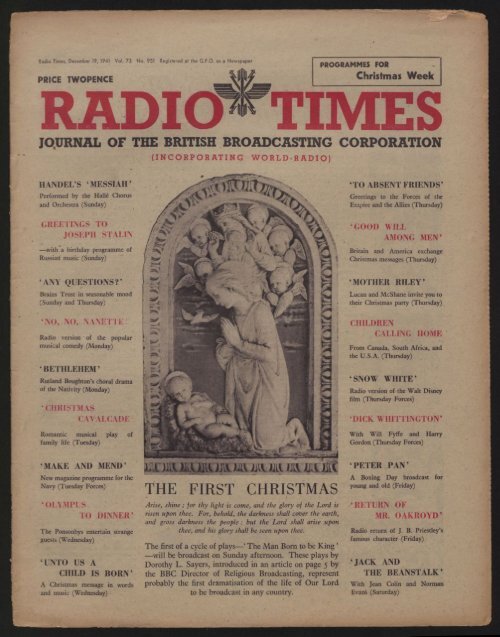 Radio Times, December 19, 1941 Vol. 73 No. 951 Registered at the G.P.O. as a Newspaper
PROGRAMMES FOR
Christmas Week
PRICE TWOPENCE
RADIO TIMES
JOURNAL OF THE BRITISH BROADCASTING CORPORATION
(INCORPORATING WORLD-RADIO)
HANDEL'S 'MESSIAH'
Performed by the Hallé Chorus
and Orchestra (Sunday)
GREETINGS TO
JOSEPH STALIN
—with a birthday programme of
Russian music (Sunday)
'ANY QUESTIONS?'
Brains Trust in seasonable mood
(Sunday and Thursday)
'NO, NO, NANETTE'
Radio version of the popular
musical comedy (Monday)
'BETHLEHEM'
Rutland Boughton's choral drama
of the Nativity (Monday)
'CHRISTMAS
CAVALCADE'
Romantic musical play of
family life (Tuesday)
'MAKE AND MEND'
New magazine programme for the
Navy (Tuesday Forces)
'OLYMPUS
TO DINNER'
The Ponsonbys entertain strange
guests (Wednesday)
'UNTO US A
CHILD IS BORN'
A Christmas message in words
and music (Wednesday)
THE FIRST CHRISTMAS
Arise, shine; for thy light is come, and the glory of the Lord is
risen upon thee. For, behold, the darkness shall cover the earth,
and gross darkness the people: but the Lord shall arise upon
thee, and his glory shall be seen upon thee.
The first of a cycle of plays—'The Man Born to be King'
—will be broadcast on Sunday afternoon. These plays by
Dorothy L. Sayers, introduced in an article on page 5 by
the BBC Director of Religious Broadcasting, represent
probably the first dramatisation of the life of Our Lord
to be broadcast in any country.
'TO ABSENT FRIENDS'
Greetings to the Forces of the
Empire and the Allies (Thursday)
'GOOD WILL
AMONG MEN'
Britain and America exchange
Christmas messages (Thursday)
'MOTHER RILEY'
Lucan and McShane invite you to
their Christmas party (Thursday)
CHILDREN
CALLING HOME
From Canada, South Africa, and
the U.S.A. (Thursday)
'SNOW WHITE'
Radio version of the Walt Disney
film (Thursday Forces)
'DICK WHITTINGTON'
With Will Fyffe and Harry
Gordon (Thursday Forces)
'PETER PAN'
A Boxing Day broadcast for
young and old (Friday)
'RETURN OF
MR. OAKROYD'
Radio return of J. B. Priestley's
famous character (Friday)
'JACK AND
THE BEANSTALK'
With Jean Colin and Norman
Evans (Saturday)